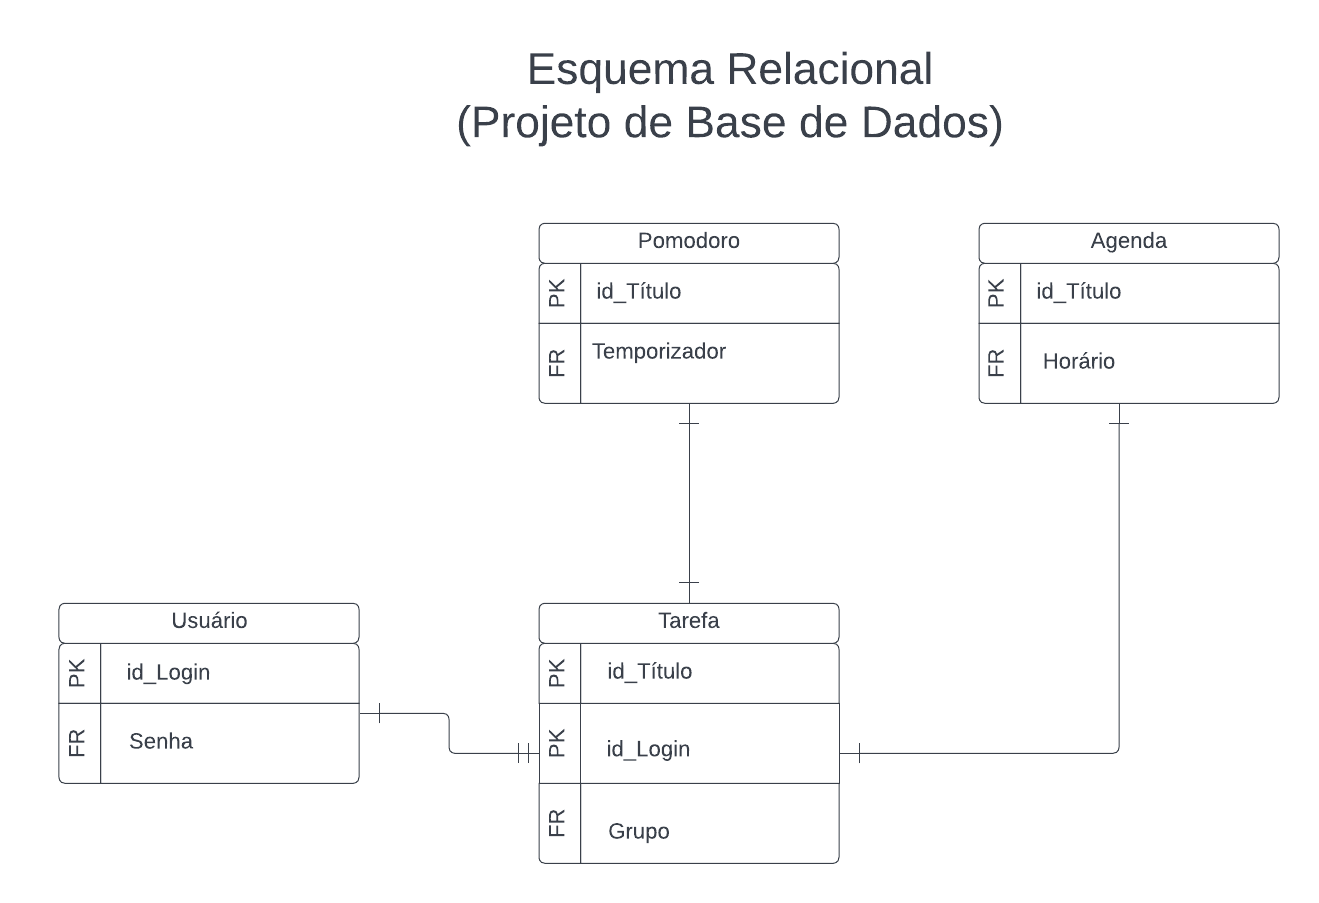 Esquema Relacional
(Projeto de Base de Dados)
Pomodoro
PK id_Título
FR Temporizador
Agenda
PK id_Título
FR Horário
Usuário
PK id_Login
FR Senha
Tarefa
PK id_Título
PK id_Login
FR Grupo